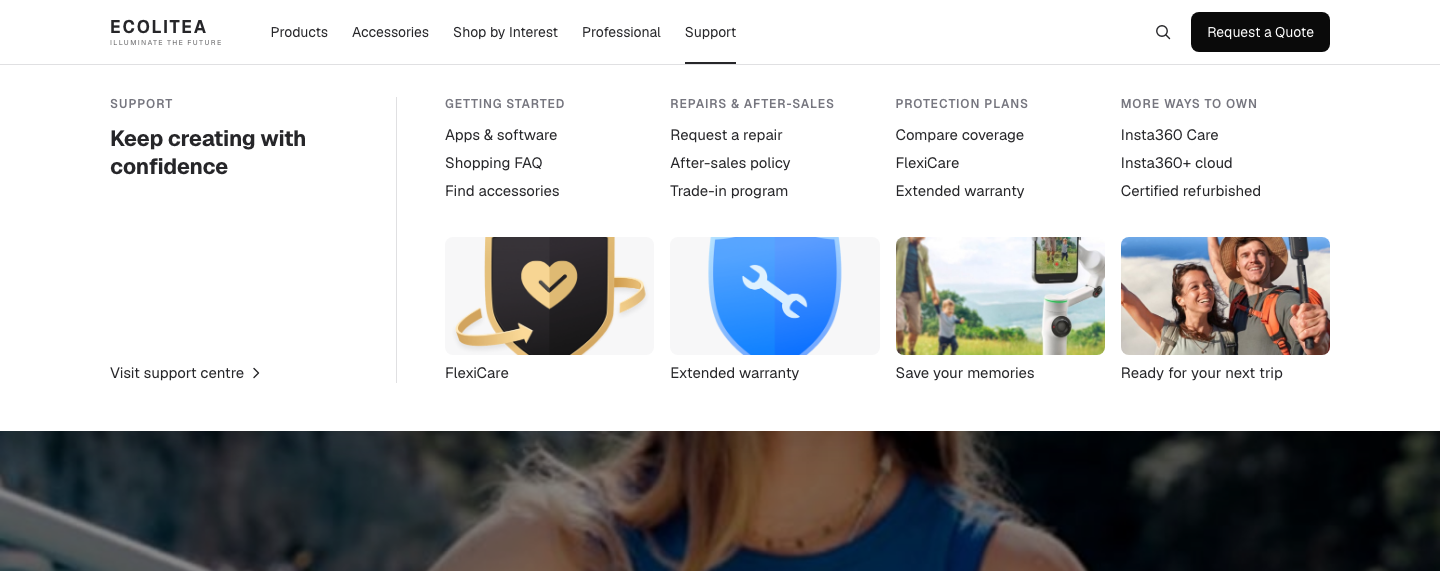 ECOLITEA
ILLUMINATE THE FUTURE
Products
Accessories
Shop by Interest
Professional
Support
Request a Quote
SUPPORT
Keep creating with
confidence
Visit support centre
GETTING STARTED
Apps & software
Shopping FAQ
Find accessories
REPAIRS & AFTER-SALES
Request a repair
After-sales policy
Trade-in program
PROTECTION PLANS
Compare coverage
FlexiCare
Extended warranty
MORE WAYS TO OWN
Insta360 Care
Insta360+ cloud
Certified refurbished
FlexiCare
Extended warranty
Save your memories
Ready for your next trip